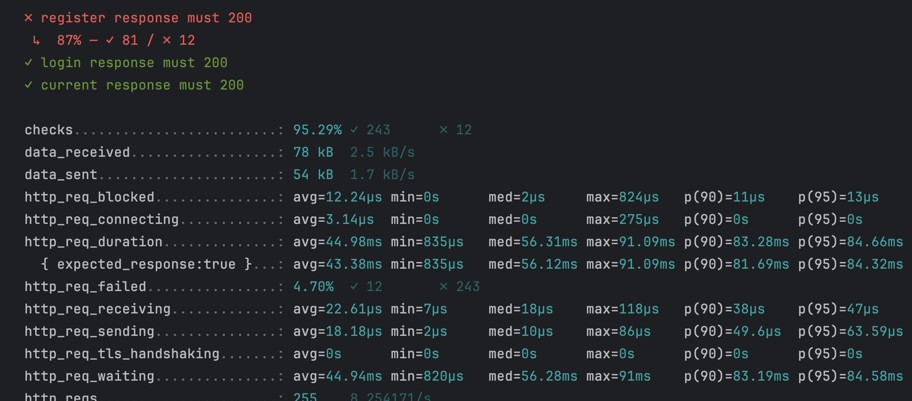 ✗ register response must 200
↳  87% — ✓ 81 / ✗ 12
✓ login response must 200
✓ current response must 200
checks.........................: 95.29% ✓ 243      ✗ 12
data_received..................: 78 kB  2.5 kB/s
data_sent......................: 54 kB  1.7 kB/s
http_req_blocked...............: avg=12.24µs min=0s      med=2µs     max=824µs   p(90)=11µs    p(95)=13µs
http_req_connecting............: avg=3.14µs  min=0s      med=0s      max=275µs   p(90)=0s      p(95)=0s
http_req_duration..............: avg=44.98ms min=835µs   med=56.31ms max=91.09ms p(90)=83.28ms p(95)=84.66ms
{ expected_response:true }...: avg=43.38ms min=835µs   med=56.12ms max=91.09ms p(90)=81.69ms p(95)=84.32ms
http_req_failed................: 4.70%  ✓ 12       ✗ 243
http_req_receiving.............: avg=22.61µs min=7µs     med=18µs    max=118µs   p(90)=38µs    p(95)=47µs
http_req_sending...............: avg=18.18µs min=2µs     med=10µs    max=86µs    p(90)=49.6µs  p(95)=63.59µs
http_req_tls_handshaking.......: avg=0s      min=0s      med=0s      max=0s      p(90)=0s      p(95)=0s
http_req_waiting...............: avg=44.94ms min=820µs   med=56.28ms max=91ms    p(90)=83.19ms p(95)=84.58ms
http_reqs......................: 255    8.254171/s